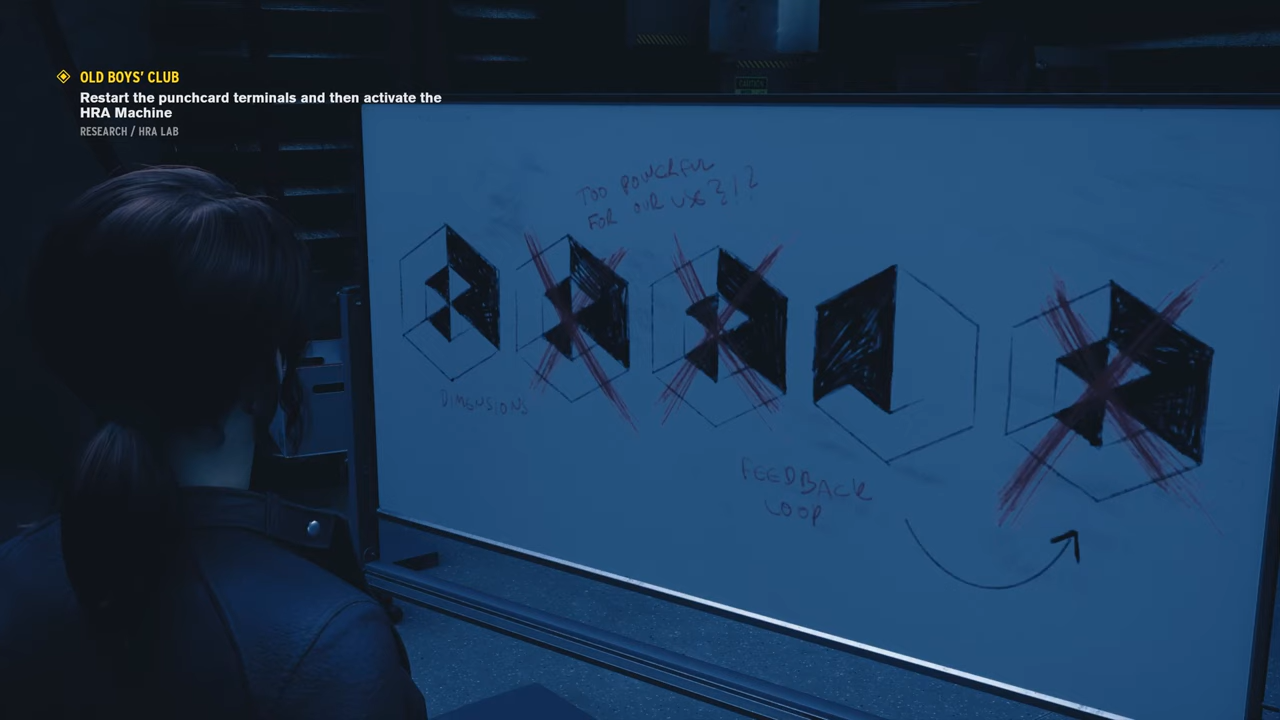 OLD BOYS' CLUB
Restart the punchcard terminals and then activate the
HRA Machine
RESEARCH / HRA LAB
TOO POWERFUL
FOR OUR USE?!?
DIMENSIONS
FEEDBACK
LOOP